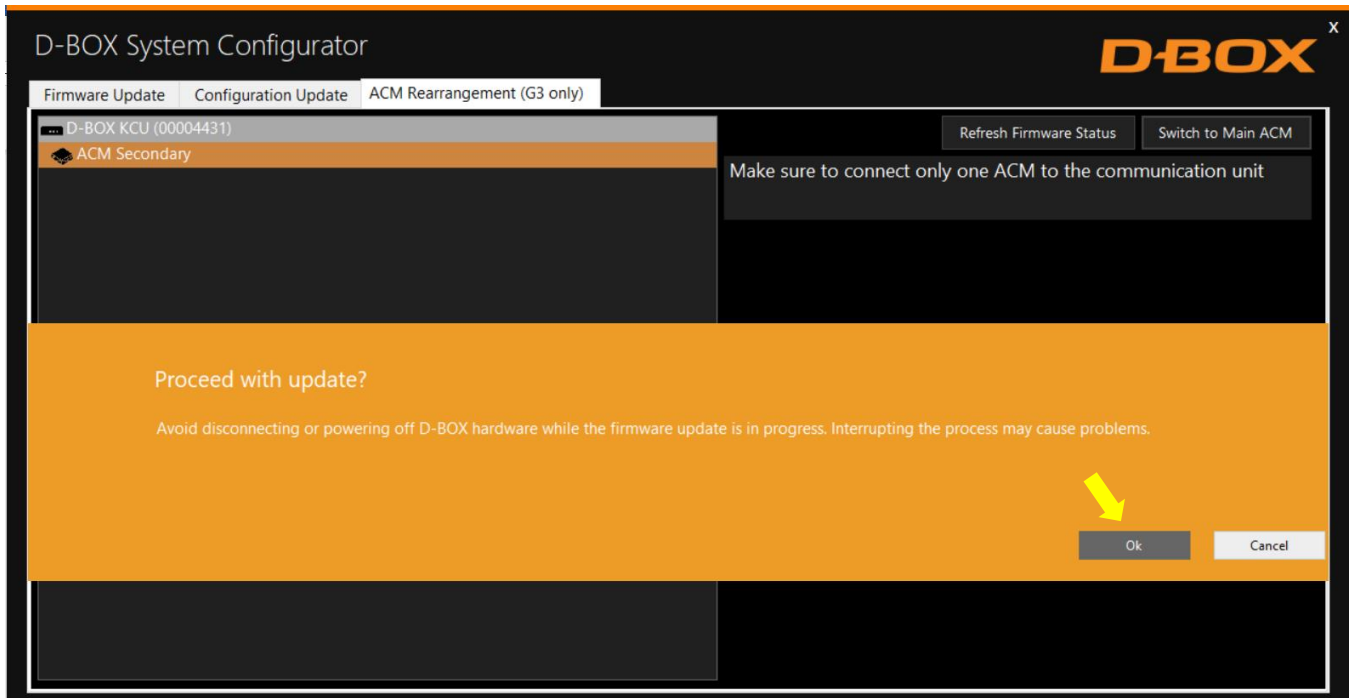 D-BOX System Configurator
D-BOX
X
Firmware Update
Configuration Update
ACM Rearrangement (G3 only)
D-BOX KCU (00004431)
ACM Secondary
Refresh Firmware Status
Switch to Main ACM
Make sure to connect only one ACM to the communication unit
Proceed with update?
Avoid disconnecting or powering off D-BOX hardware while the firmware update is in progress. Interrupting the process may cause problems.
Ok
Cancel